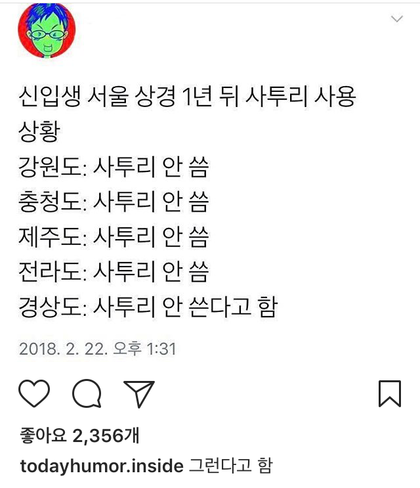 신입생 서울 상경 1년 뒤 사투리 사용
상황
강원도: 사투리 안 씀
충청도: 사투리 안 씀
제주도: 사투리 안 씀
전라도: 사투리 안 씀
경상도: 사투리 안 쓴다고 함
2018. 2. 22. 오후 1:31
좋아요 2,356개
todayhumor.inside 그런다고 함